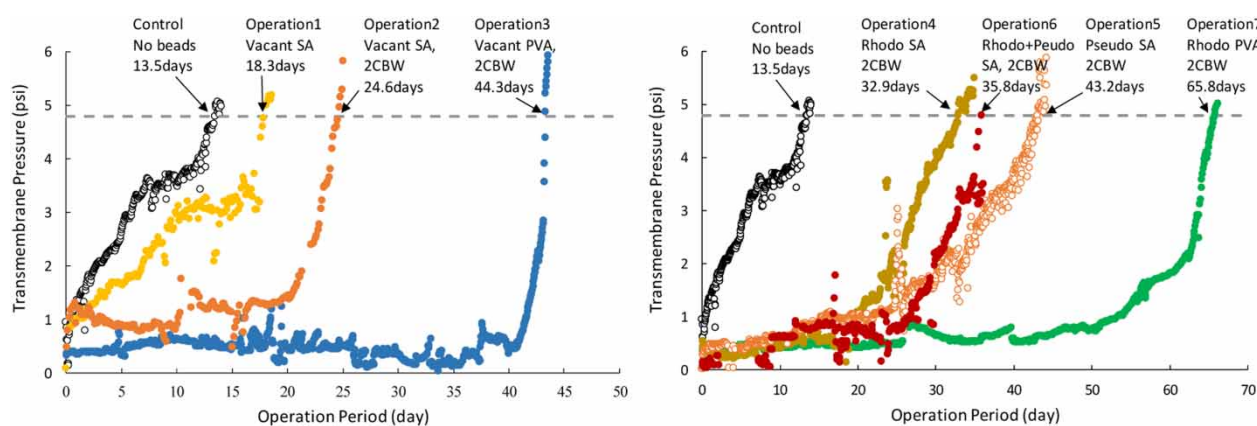 Control
No beads
13.5days
Operation1
Vacant SA
18.3days
Operation2
Vacant SA,
2CBW
24.6days
Operation3
Vacant PVA,
2CBW
44.3days
Transmembrane Pressure (psi)
6
5
4
3
2
1
0
0
5
10
15
20
25
30
35
40
45
50
Operation Period (day)
Control
No beads
13.5days
Operation4
Rhodo SA
2CBW
32.9days
Operation6
Rhodo+Peudo
SA, 2CBW
35.8days
Operation5
Pseudo SA
2CBW
43.2days
Operation7
Rhodo PVA
2CBW
65.8days
Transmembrane Pressure (psi)
6
5
4
3
2
1
0
0
10
20
30
40
50
60
70
Operation Period (day)